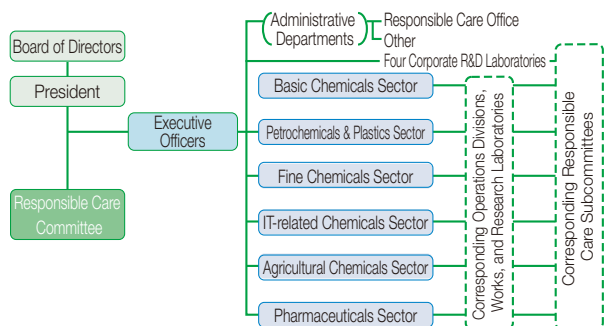 Board of Directors
President
Responsible Care
Committee
Executive
Officers
Administrative
Departments
Responsible Care Office
Other
Four Corporate R&D Laboratories
Basic Chemicals Sector
Petrochemicals & Plastics Sector
Fine Chemicals Sector
IT-related Chemicals Sector
Agricultural Chemicals Sector
Pharmaceuticals Sector
Corresponding Operations Divisions,
Works, and Research Laboratories
Corresponding Responsible
Care Subcommittees